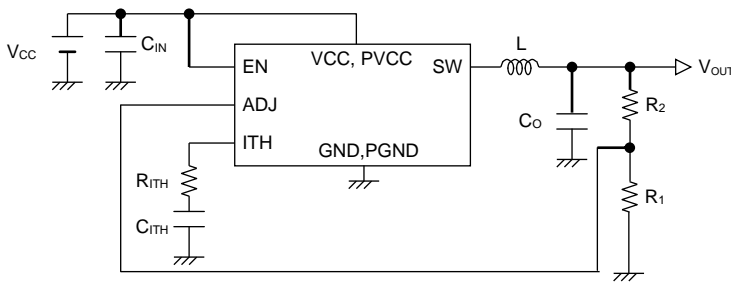 VCC
CIN
EN
VCC, PVCC
SW
L
VOUT
ADJ
R2
CO
ITH
GND,PGND
RITH
R1
CITH